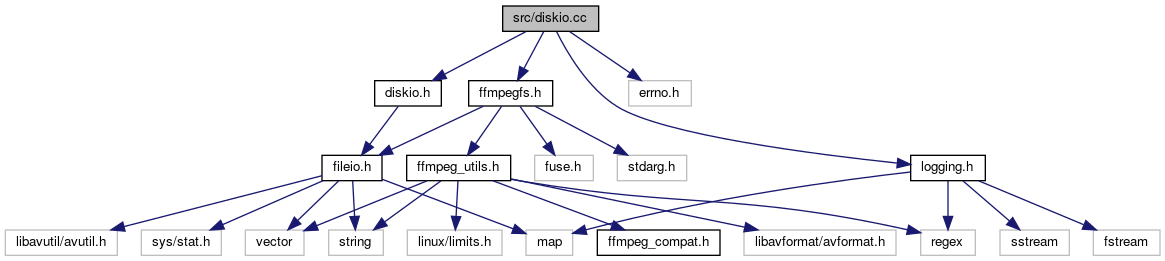 src/diskio.cc
diskio.h
ffmpegfs.h
errno.h
fileio.h
ffmpeg_utils.h
fuse.h
stdarg.h
logging.h
libavutil/avutil.h
sys/stat.h
vector
string
linux/limits.h
map
ffmpeg_compat.h
libavformat/avformat.h
regex
sstream
fstream